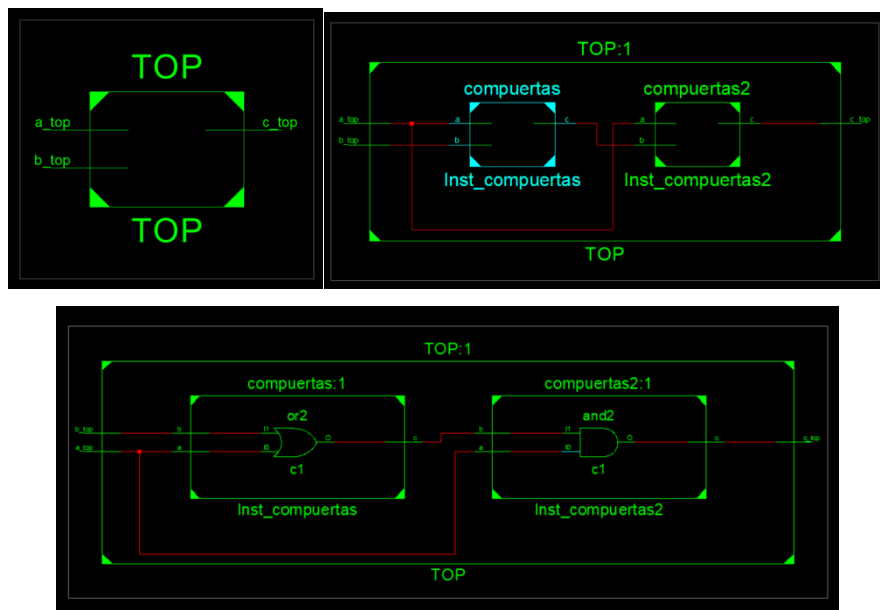 TOP
a_top
c_top
b_top
TOP
TOP:1
compuertas
compuertas2
a_top
a
c
a
c
c_top
b_top
b
b
Inst_compuertas
Inst_compuertas2
TOP
TOP:1
compuertas:1
compuertas2:1
or2
and2
b_top
b
I1
O
c
b
I1
O
c
c_top
a_top
a
I0
a
I0
c1
c1
Inst_compuertas
Inst_compuertas2
TOP